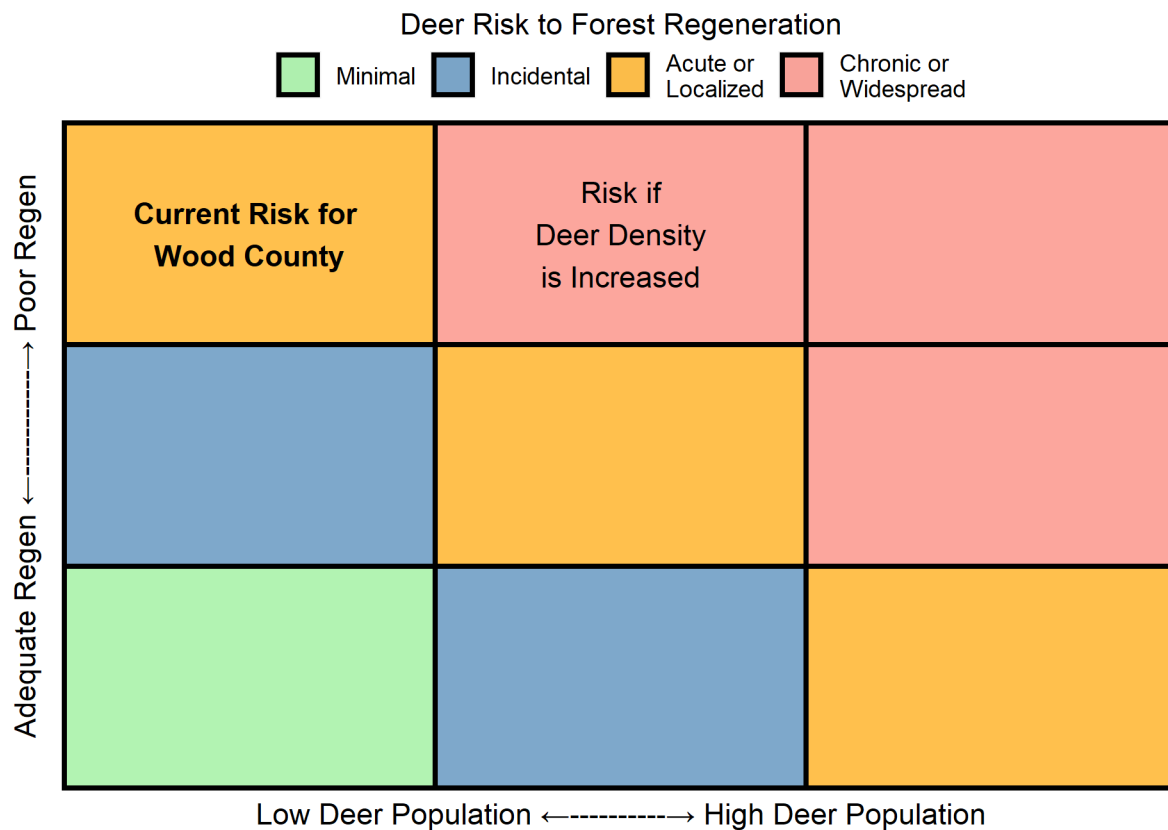 Deer Risk to Forest Regeneration
Minimal
Incidental
Acute or
Localized
Chronic or
Widespread
Current Risk for
Wood County
Risk if
Deer Density
is Increased
Adequate Regen ←-----------→ Poor Regen
Low Deer Population ←-----------→ High Deer Population